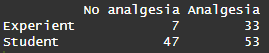 No analgesia Analgesia
Experient 7 33
Student 47 53